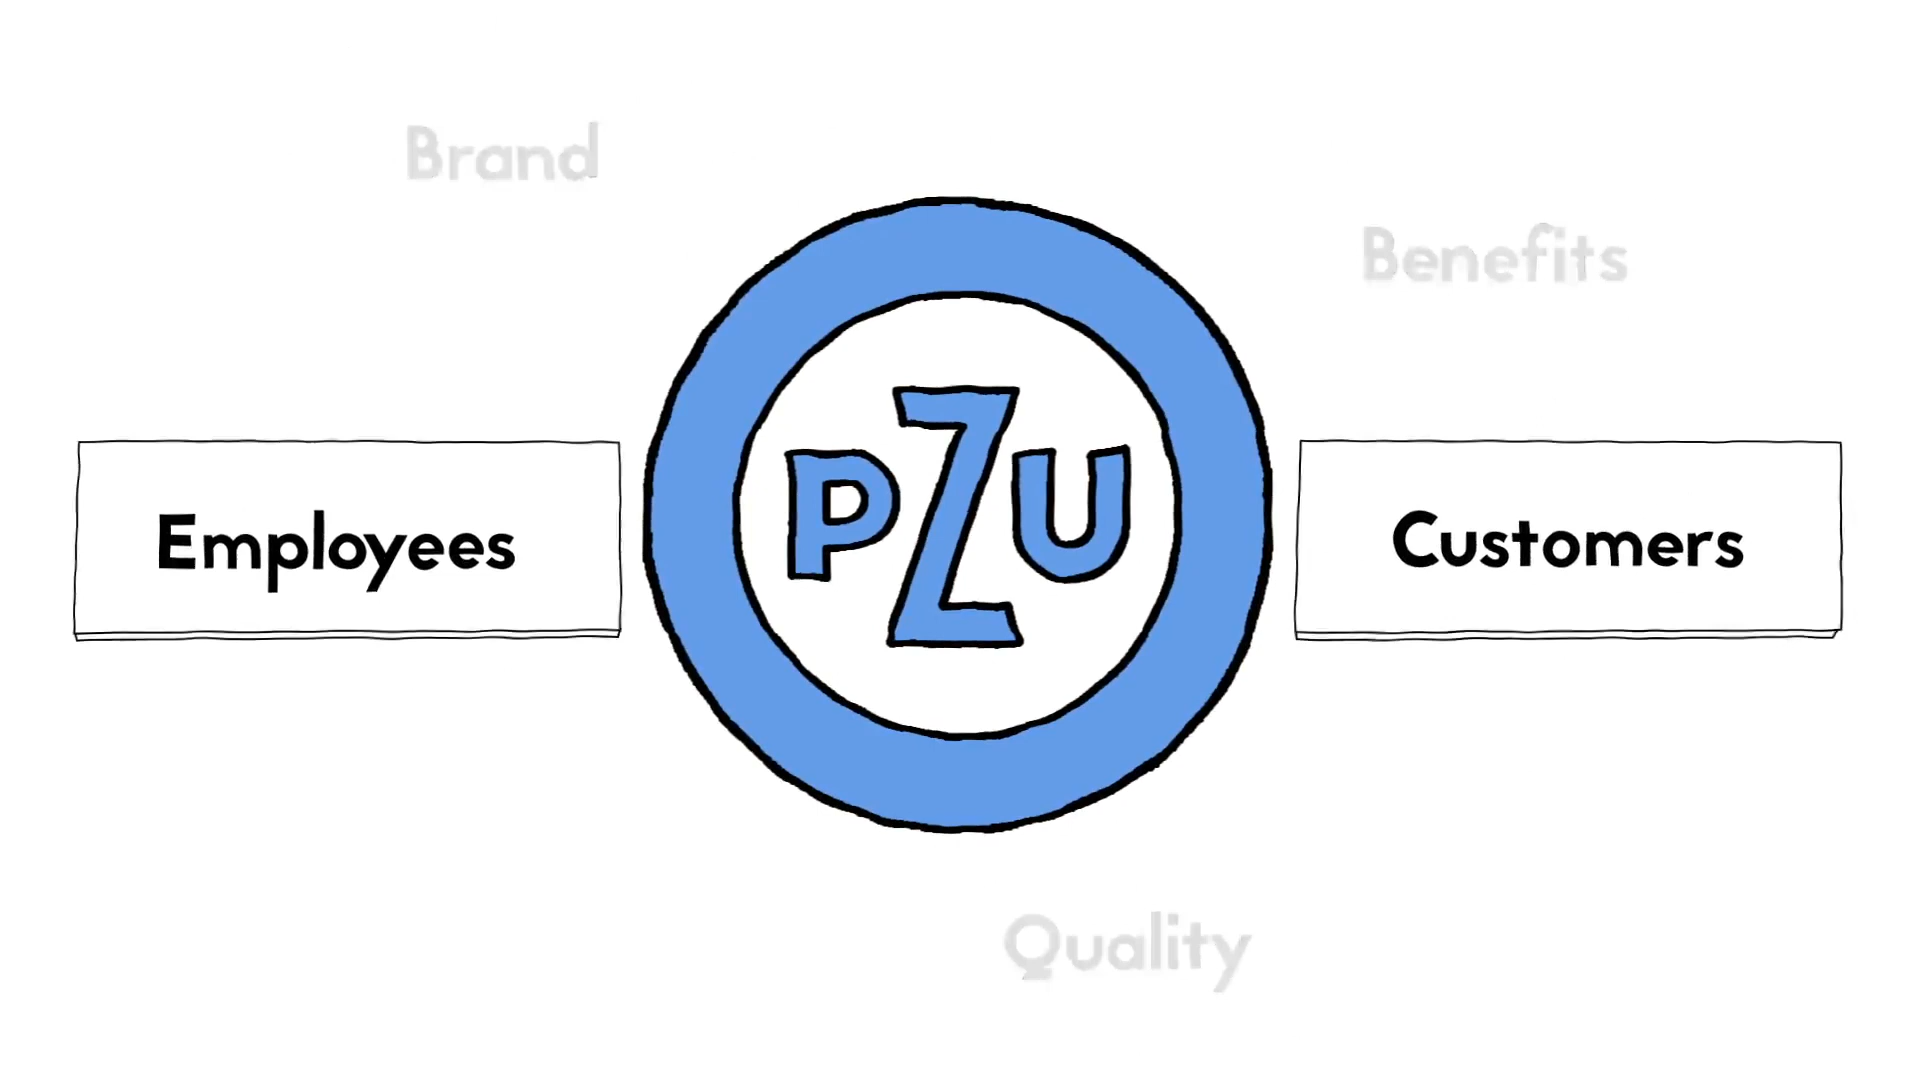 Brand
Benefits
PZU
Employees
Customers
Quality